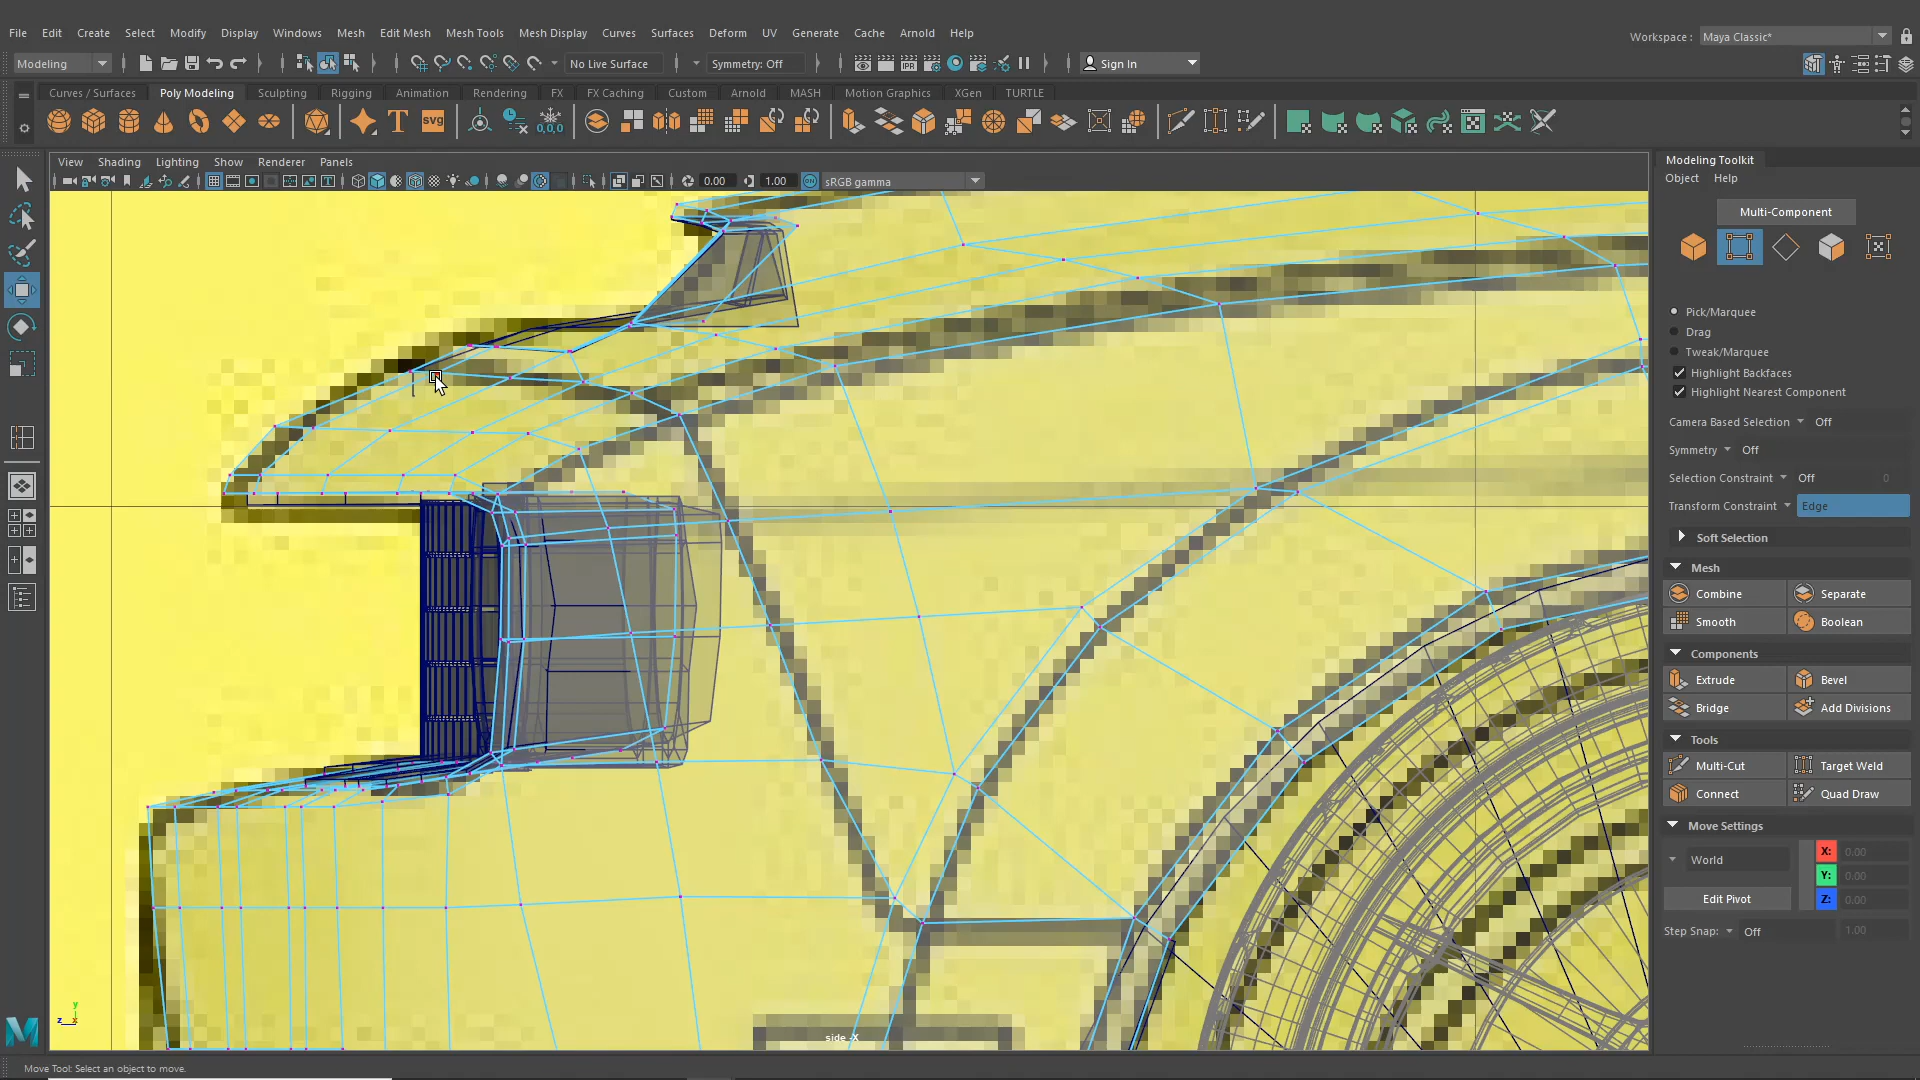 File Edit Create Select Modify Display Windows Mesh Edit Mesh Mesh Tools Mesh Display Curves Surfaces Deform UV Generate Cache Arnold Help
Workspace : Maya Classic*
Modeling No Live Surface Symmetry: Off Sign In
Curves / Surfaces Poly Modeling Sculpting Rigging Animation Rendering FX FX Caching Custom Arnold MASH Motion Graphics XGen TURTLE
T svg 0,0,0
View Shading Lighting Show Renderer Panels
0.00 1.00 ON sRGB gamma
Modeling Toolkit
Object Help
Multi-Component
Pick/Marquee
Drag
Tweak/Marquee
Highlight Backfaces
Highlight Nearest Component
Camera Based Selection Off
Symmetry Off
Selection Constraint Off 0
Transform Constraint Edge
Soft Selection
Mesh
Combine Separate
Smooth Boolean
Components
Extrude Bevel
Bridge Add Divisions
Tools
Multi-Cut Target Weld
Connect Quad Draw
Move Settings
World
X: 0.00
Y: 0.00
Z: 0.00
Edit Pivot
Step Snap: Off 1.00
y
z x
side -X
Move Tool: Select an object to move.